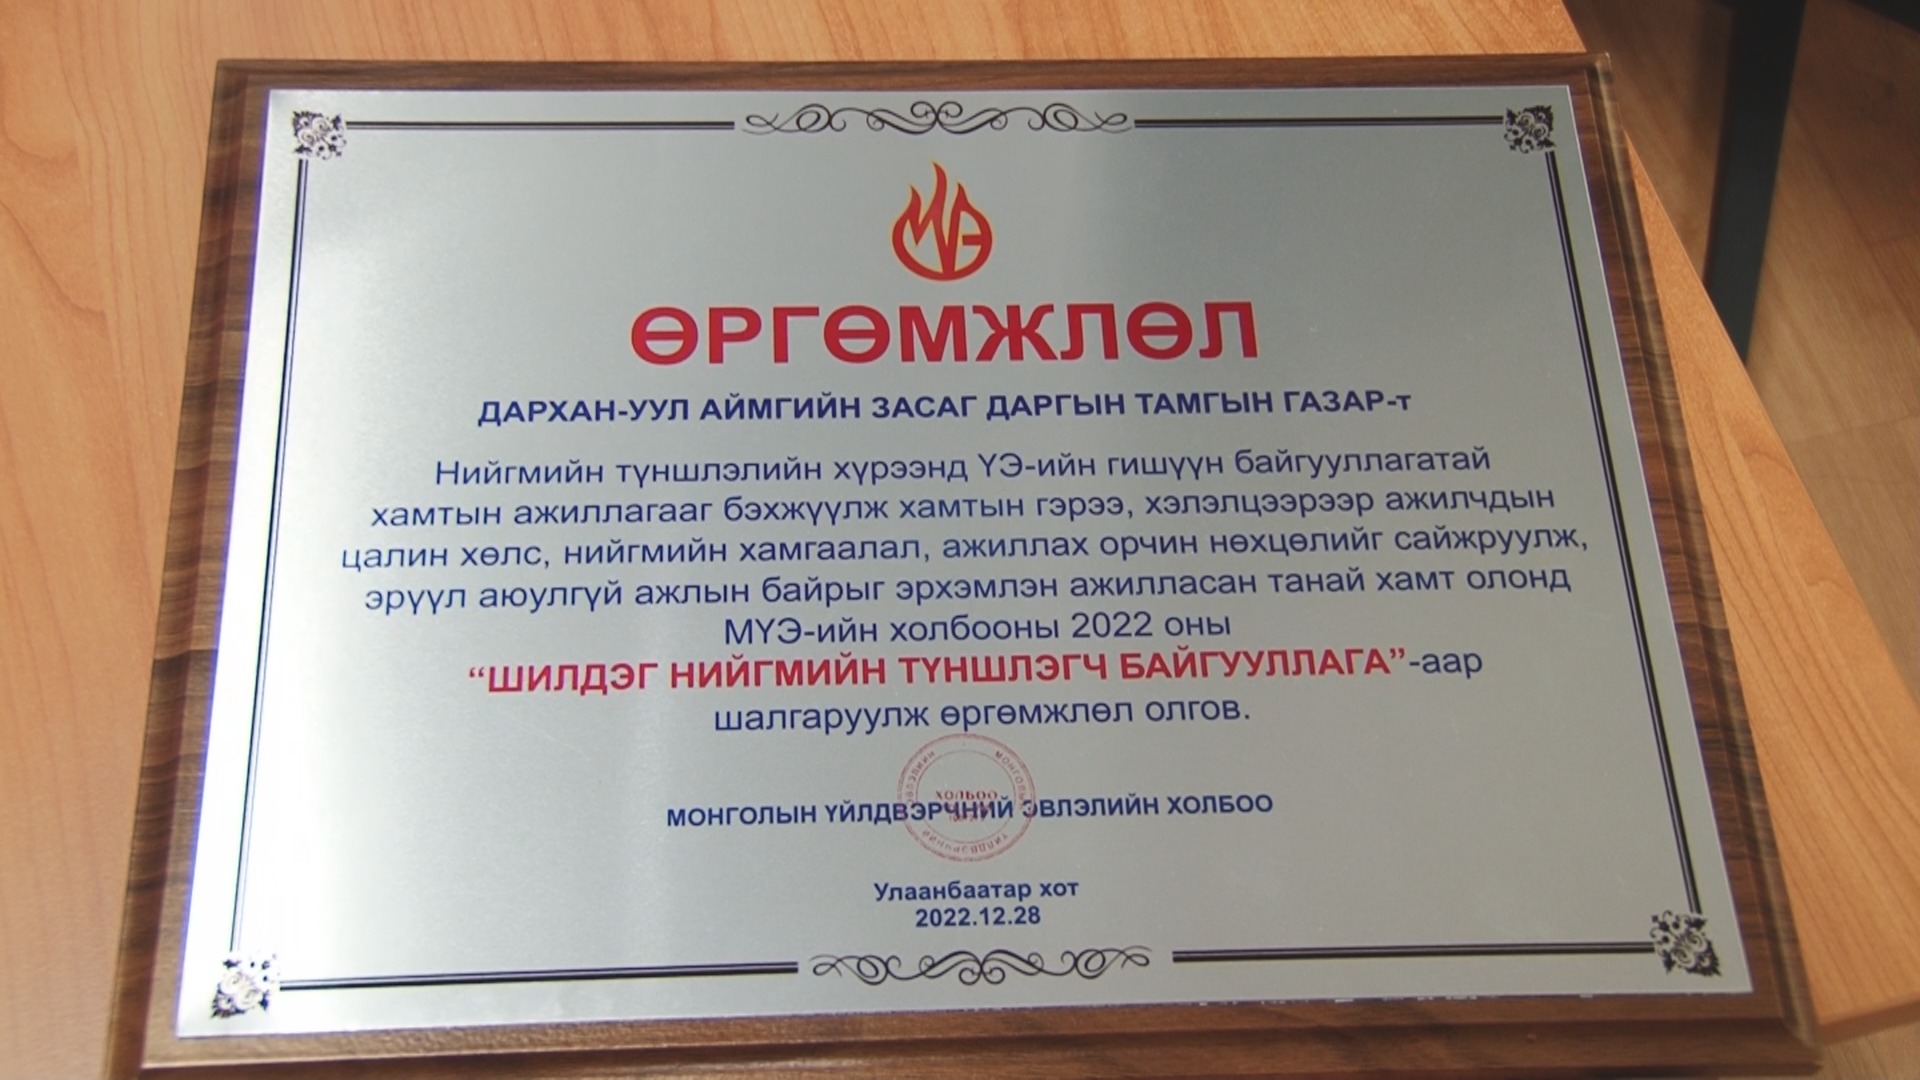 МҮЭ
ӨРГӨМЖЛӨЛ
ДАРХАН-УУЛ АЙМГИЙН ЗАСАГ ДАРГЫН ТАМГЫН ГАЗАР-т
Нийгмийн түншлэлийн хүрээнд ҮЭ-ийн гишүүн байгууллагатай
хамтын ажиллагааг бэхжүүлж хамтын гэрээ, хэлэлцээрээр ажилчдын
цалин хөлс, нийгмийн хамгаалал, ажиллах орчин нөхцөлийг сайжруулж,
эрүүл аюулгүй ажлын байрыг эрхэмлэн ажилласан танай хамт олонд
МҮЭ-ийн холбооны 2022 оны
“ШИЛДЭГ НИЙГМИЙН ТҮНШЛЭГЧ БАЙГУУЛЛАГА”-аар
шалгаруулж өргөмжлөл олгов.
МОНГОЛЫН ҮЙЛДВЭРЧНИЙ ЭВЛЭЛИЙН ХОЛБОО
ХОЛБОО
Улаанбаатар хот
2022.12.28